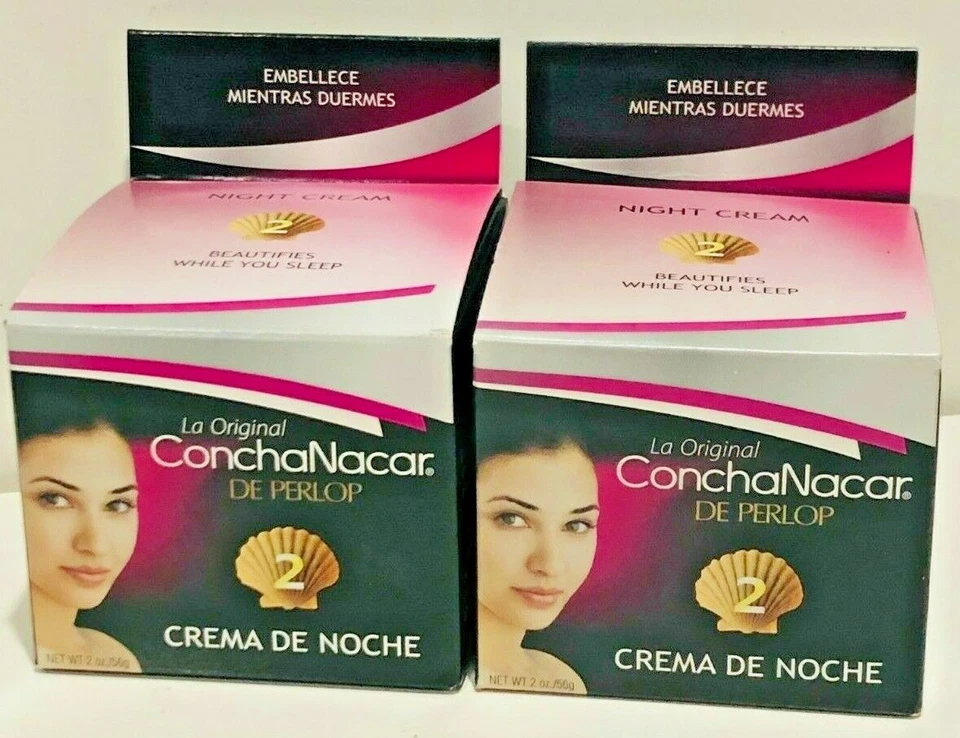 EMBELLECE
MIENTRAS DUERMES
NIGHT CREAM
2
BEAUTIFIES
WHILE YOU SLEEP
La Original
ConchaNacar®
DE PERLOP
2
CREMA DE NOCHE
NET WT 2 oz./56g
EMBELLECE
MIENTRAS DUERMES
NIGHT CREAM
2
BEAUTIFIES
WHILE YOU SLEEP
La Original
ConchaNacar®
DE PERLOP
2
CREMA DE NOCHE
NET WT 2 oz./56g